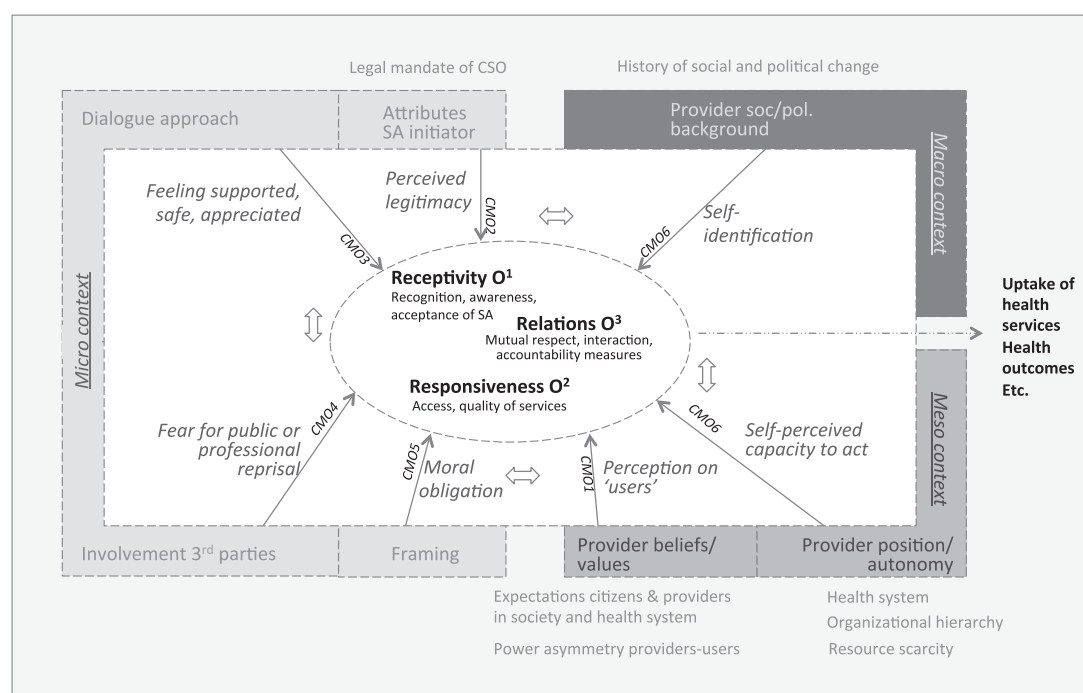 Legal mandate of CSO
History of social and political change
Dialogue approach
Attributes
SA initiator
Provider soc/pol.
background
Macro context
Micro context
Feeling supported,
safe, appreciated
CMO3
Perceived
legitimacy
CMO2
Self-
identification
CMO6
Receptivity O¹
Recognition, awareness,
acceptance of SA
Relations O³
Mutual respect, interaction,
accountability measures
Responsiveness O²
Access, quality of services
Uptake of
health
services
Health
outcomes
Etc.
Fear for public or
professional
reprisal
CMO4
CMO5
Moral
obligation
CMO1
Perception on
‘users’
CMO6
Self-perceived
capacity to act
Meso context
Involvement 3ʳᵈ parties
Framing
Provider beliefs/
values
Provider position/
autonomy
Expectations citizens & providers
in society and health system
Power asymmetry providers-users
Health system
Organizational hierarchy
Resource scarcity